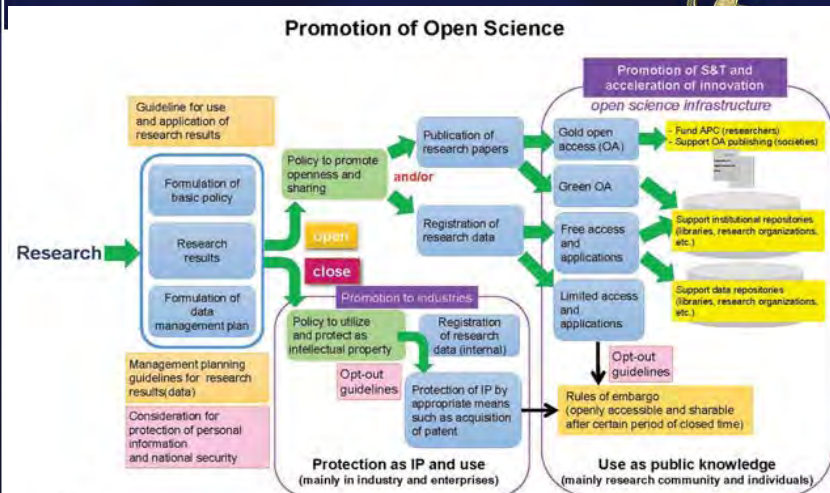 Promotion of Open Science
Promotion of S&T and
acceleration of innovation
open science infrastructure
Guideline for use
and application of
research results
Formulation of
basic policy
Research
results
Formulation of
data
management plan
Research
Management planning
guidelines for research
results(data)
Consideration for
protection of personal
information
and national security
Policy to promote
openness and
sharing
and/or
open
close
Publication of
research papers
Registration of
research data
Gold open
access (OA)
Green OA
Free access
and
applications
Limited access
and
applications
- Fund APC (researchers)
- Support OA publishing (societies)
Support institutional repositories
(libraries, research organizations,
etc.)
Support data repositories
(libraries, research organizations,
etc.)
Promotion to industries
Policy to utilize
and protect as
intellectual property
Registration
of research
data (internal)
Opt-out
guidelines
Protection of IP by
appropriate means
such as acquisition
of patent
Opt-out
guidelines
Rules of embargo
(openly accessible and sharable
after certain period of closed time)
Protection as IP and use
(mainly in industry and enterprises)
Use as public knowledge
(mainly research community and individuals)